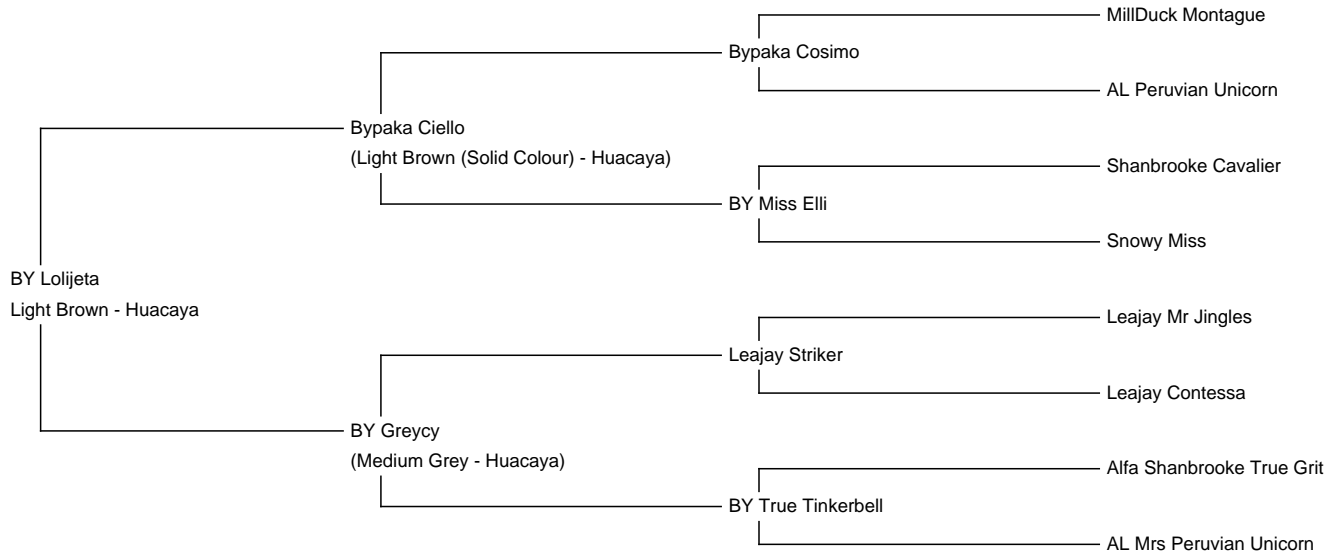 MillDuck Montague
Bypaka Cosimo
AL Peruvian Unicorn
Bypaka Ciello
(Light Brown (Solid Colour) - Huacaya)
Shanbrooke Cavalier
BY Miss Elli
Snowy Miss
BY Lolijeta
Light Brown - Huacaya
Leajay Mr Jingles
Leajay Striker
Leajay Contessa
BY Greycy
(Medium Grey - Huacaya)
Alfa Shanbrooke True Grit
BY True Tinkerbell
AL Mrs Peruvian Unicorn